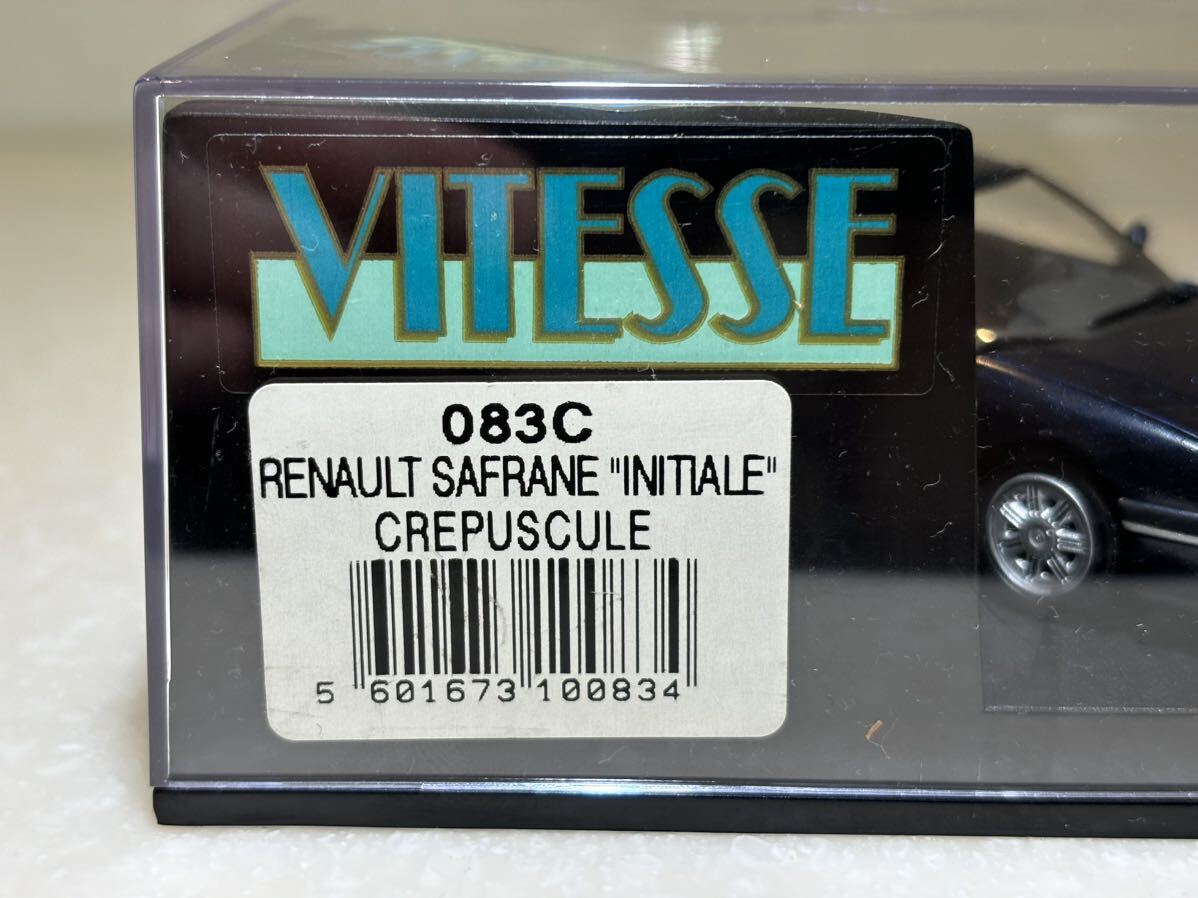 VITESSE
083C
RENAULT SAFRANE "INITIALE"
CREPUSCULE
5 601673 100834